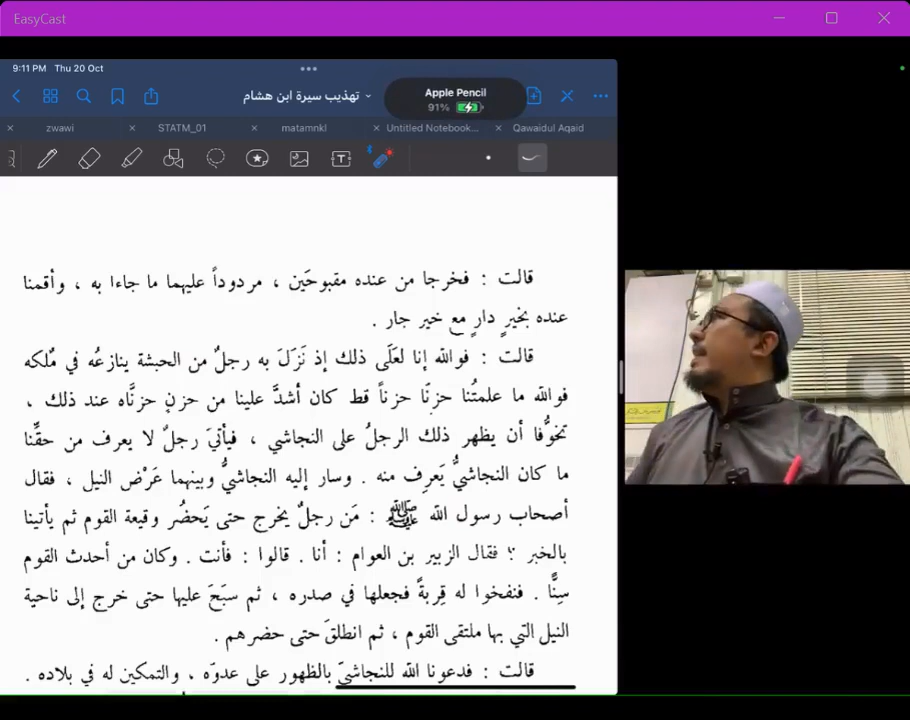 EasyCast
9:11 PM Thu 20 Oct
تهذيب سيرة ابن هشام
Apple Pencil
91%
zwawi
STATM_01
matamnkl
Untitled Notebook...
Qawaidul Aqaid
قالت : فخرجا من عنده مقبوحَين ، مردوداً عليهما ما جاءا به ، وأقمنا
عنده بخيرِ دارٍ مع خير جار .
قالت : فوالله إنا لعَلَى ذلك إذ نَزَلَ به رجلٌ من الحبشة ينازعُه في مُلكه
فوالله ما علمتُنا حزنَّا حزناً قط كان أشدَّ علينا من حزنٍ حزنَّاه عند ذلك ،
تخوُّفا أن يظهر ذلك الرجلُ على النجاشي ، فيأتيَ رجلٌ لا يعرف من حقِّنا
ما كان النجاشيُّ يَعرِف منه . وسار إليه النجاشيُّ وبينهما عَرْض النيل ، فقال
أصحاب رسول الله ﷺ : مَن رجلٌ يخرج حتى يَحضُر وقيعة القوم ثم يأتينا
بالخبر ؟ فقال الزبير بن العوام : أنا . قالوا : فأنت . وكان من أحدث القوم
سِنًّا . فنفخوا له قِربةً فجعلها في صدره ، ثم سَبَحَ عليها حتى خرج إلى ناحية
النيل التي بها ملتقى القوم ، ثم انطلقَ حتى حضرهم .
قالت : فدعونا الله للنجاشيّ بالظهور على عدوّه ، والتمكين له في بلاده .